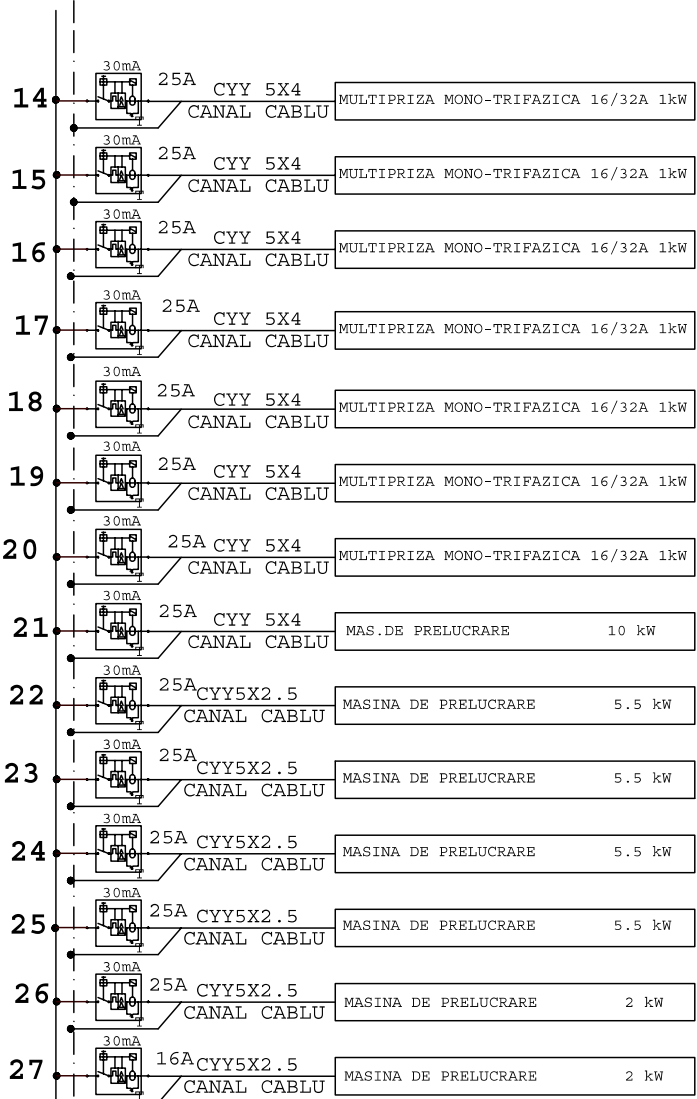 30mA
14 25A CYY 5X4 MULTIPRIZA MONO-TRIFAZICA 16/32A 1kW
CANAL CABLU
30mA
15 25A CYY 5X4 MULTIPRIZA MONO-TRIFAZICA 16/32A 1kW
CANAL CABLU
30mA
16 25A CYY 5X4 MULTIPRIZA MONO-TRIFAZICA 16/32A 1kW
CANAL CABLU
30mA
17 25A CYY 5X4 MULTIPRIZA MONO-TRIFAZICA 16/32A 1kW
CANAL CABLU
30mA
18 25A CYY 5X4 MULTIPRIZA MONO-TRIFAZICA 16/32A 1kW
CANAL CABLU
30mA
19 25A CYY 5X4 MULTIPRIZA MONO-TRIFAZICA 16/32A 1kW
CANAL CABLU
30mA
20 25A CYY 5X4 MULTIPRIZA MONO-TRIFAZICA 16/32A 1kW
CANAL CABLU
30mA
21 25A CYY 5X4 MAS.DE PRELUCRARE 10 kW
CANAL CABLU
30mA
22 25A CYY5X2.5 MASINA DE PRELUCRARE 5.5 kW
CANAL CABLU
30mA
23 25A CYY5X2.5 MASINA DE PRELUCRARE 5.5 kW
CANAL CABLU
30mA
24 25A CYY5X2.5 MASINA DE PRELUCRARE 5.5 kW
CANAL CABLU
30mA
25 25A CYY5X2.5 MASINA DE PRELUCRARE 5.5 kW
CANAL CABLU
30mA
26 25A CYY5X2.5 MASINA DE PRELUCRARE 2 kW
CANAL CABLU
30mA
27 16A CYY5X2.5 MASINA DE PRELUCRARE 2 kW
CANAL CABLU